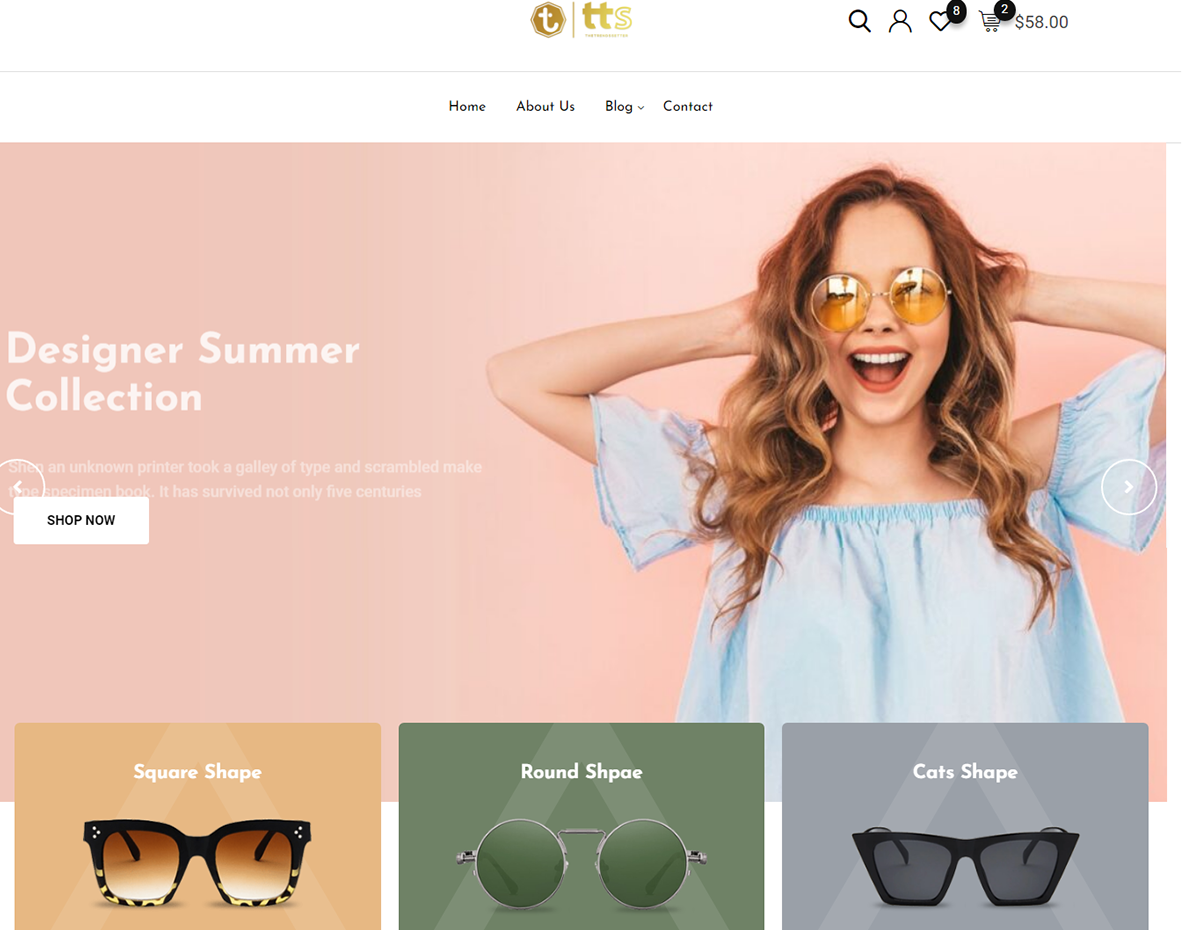 t tts
8
2
$58.00
Home About Us Blog Contact
Designer Summer
Collection
Shen an unknown printer took a galley of type and scrambled make
type specimen book. It has survived not only five centuries
SHOP NOW
Square Shape
Round Shpae
Cats Shape